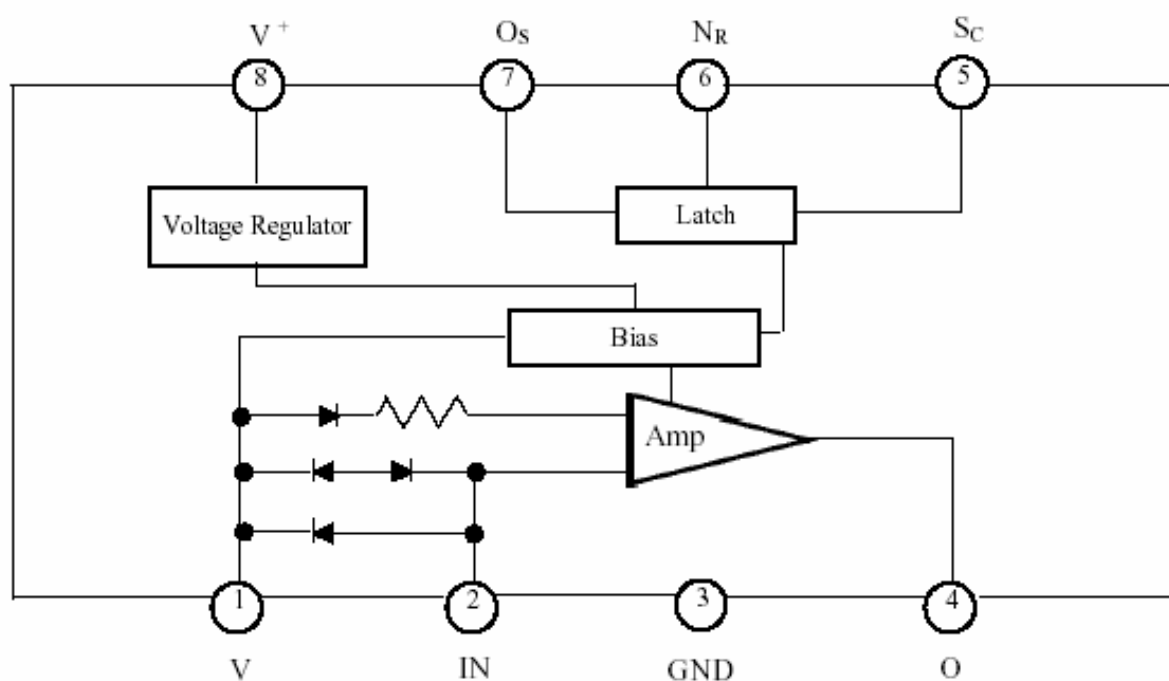 V +
OS
NR
SC
8
7
6
5
Voltage Regulator
Latch
Bias
Amp
1
2
3
4
V
IN
GND
O